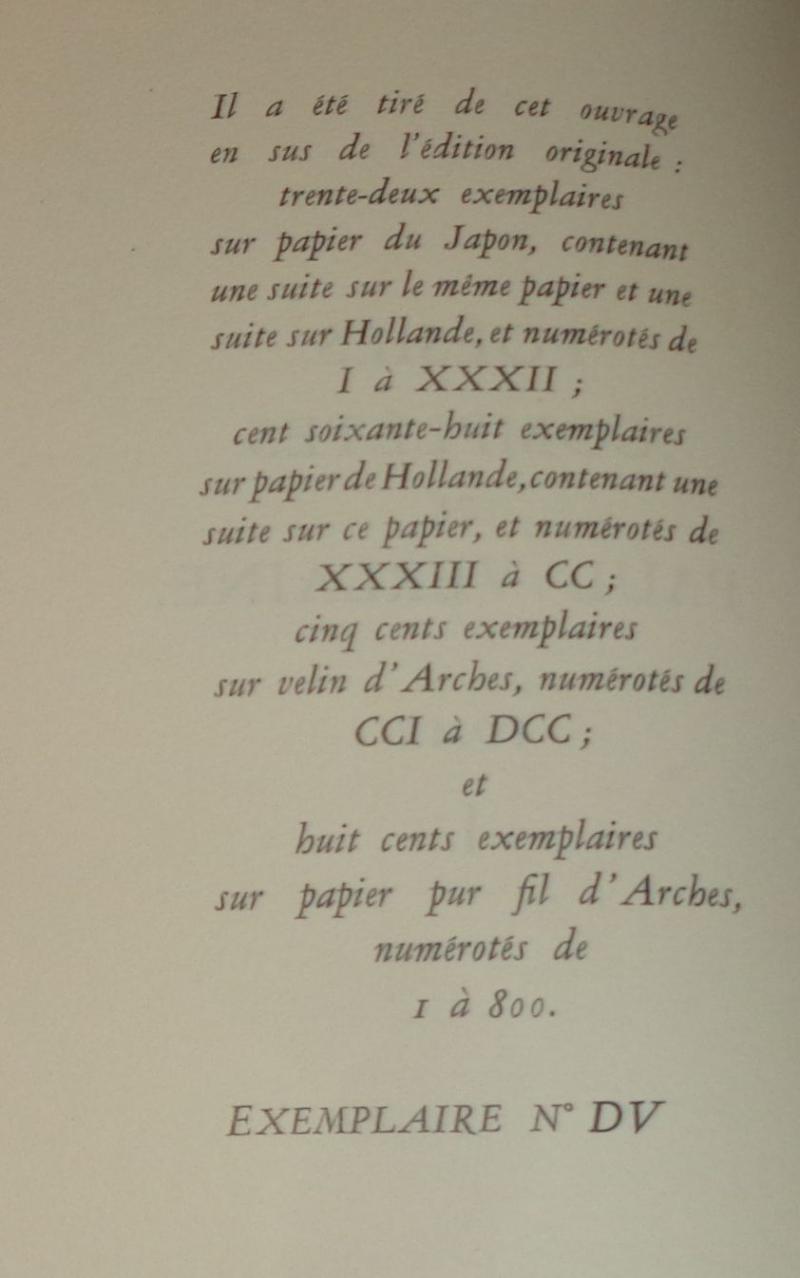 Il a été tiré de cet ouvrage
en sus de l'édition originale :
trente-deux exemplaires
sur papier du Japon, contenant
une suite sur le même papier et une
suite sur Hollande, et numérotés de
I à XXXII ;
cent soixante-huit exemplaires
sur papier de Hollande, contenant une
suite sur ce papier, et numérotés de
XXXIII à CC ;
cinq cents exemplaires
sur velin d'Arches, numérotés de
CCI à DCC ;
et
huit cents exemplaires
sur papier pur fil d'Arches,
numérotés de
1 à 800.
EXEMPLAIRE N° DV